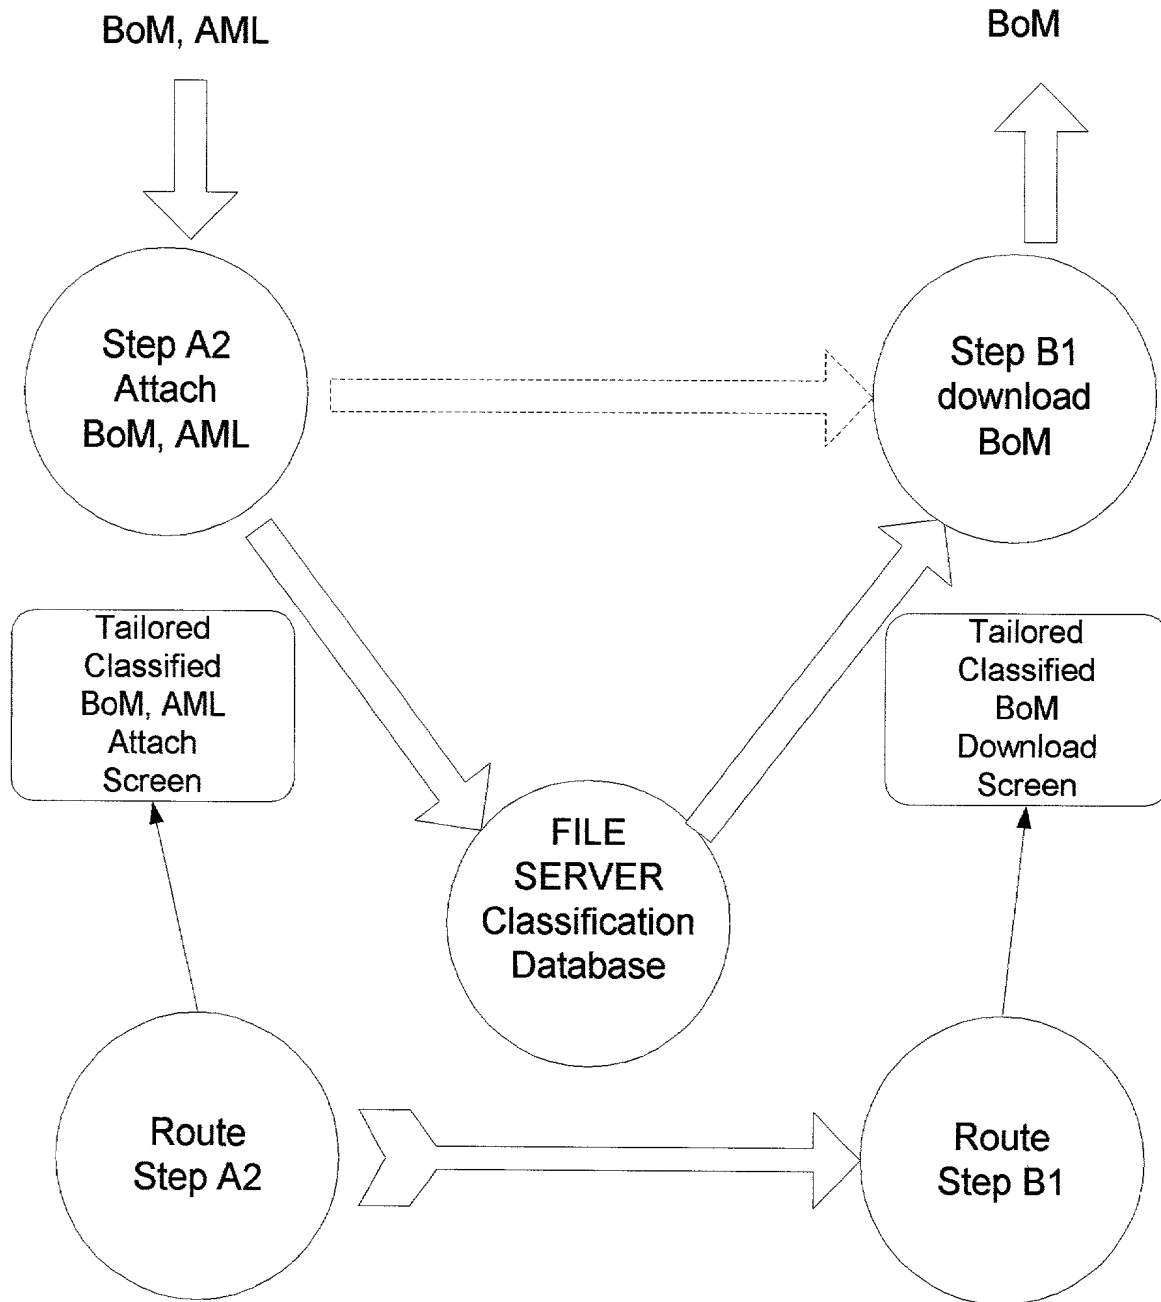 BoM, AML
BoM
Step A2
Attach
BoM, AML
Step B1
download
BoM
Tailored
Classified
BoM, AML
Attach
Screen
Tailored
Classified
BoM
Download
Screen
FILE
SERVER
Classification
Database
Route
Step A2
Route
Step B1